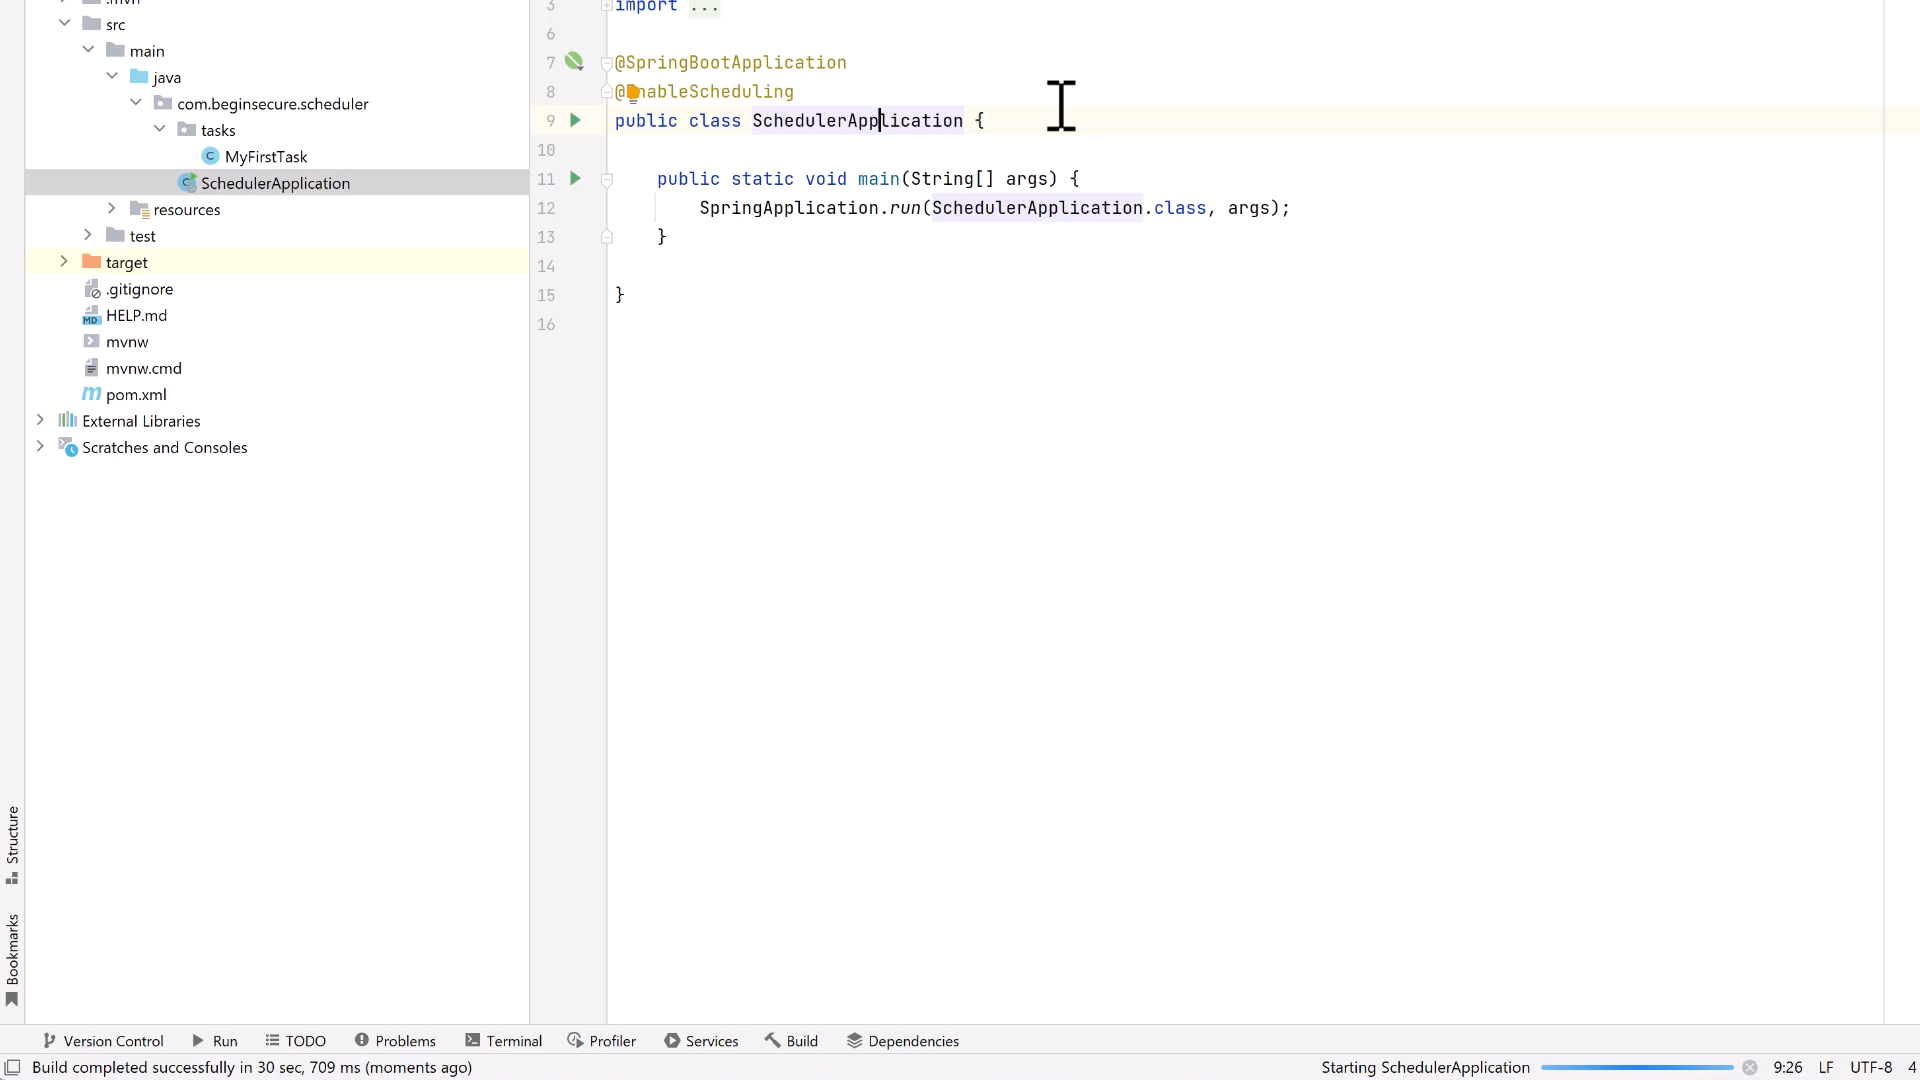 .mvn
src
main
java
com.beginsecure.scheduler
tasks
MyFirstTask
SchedulerApplication
resources
test
target
.gitignore
HELP.md
mvnw
mvnw.cmd
pom.xml
External Libraries
Scratches and Consoles
3 import ...
6
7 @SpringBootApplication
8 @EnableScheduling
9 public class SchedulerApplication {
10
11 public static void main(String[] args) {
12 SpringApplication.run(SchedulerApplication.class, args);
13 }
14
15 }
16
Structure
Bookmarks
Version Control Run TODO Problems Terminal Profiler Services Build Dependencies
Build completed successfully in 30 sec, 709 ms (moments ago) Starting SchedulerApplication 9:26 LF UTF-8 4